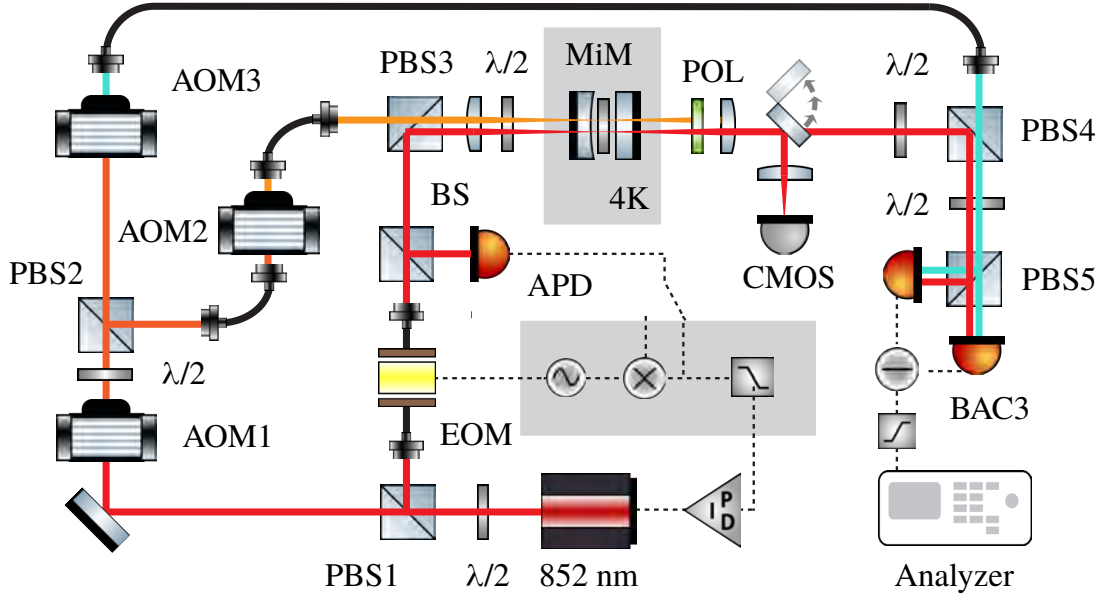 AOM3
PBS3
λ/2
MiM
POL
λ/2
PBS4
4K
BS
λ/2
AOM2
PBS2
APD
CMOS
PBS5
λ/2
BAC3
AOM1
EOM
P
I D
PBS1
λ/2
852 nm
Analyzer